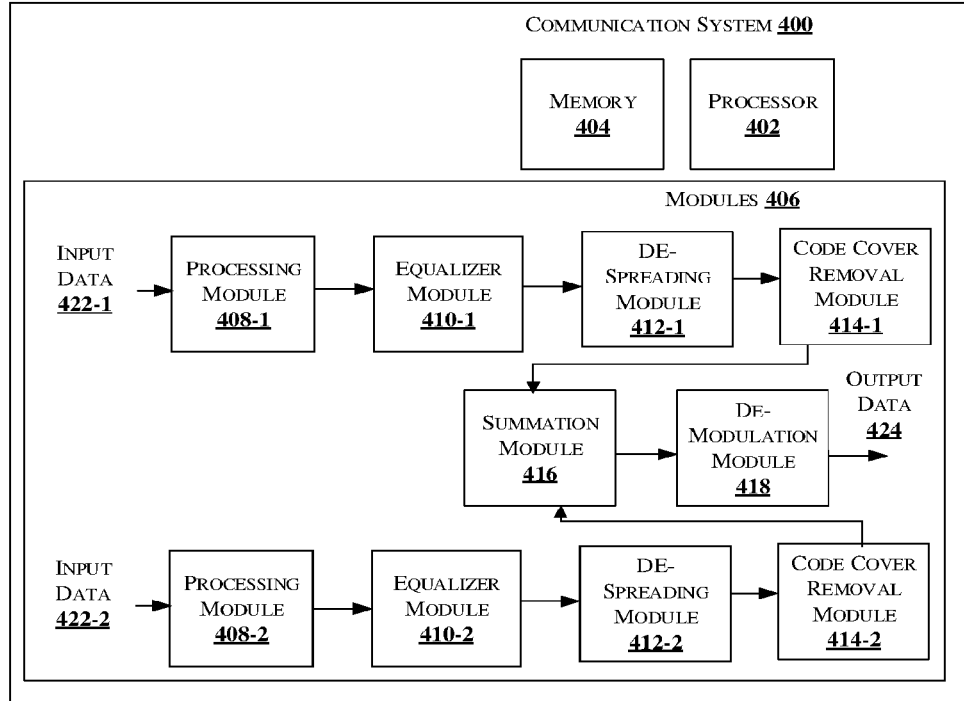 COMMUNICATION SYSTEM 400
MEMORY
404
PROCESSOR
402
MODULES 406
INPUT
DATA
422-1
PROCESSING
MODULE
408-1
EQUALIZER
MODULE
410-1
DE-
SPREADING
MODULE
412-1
CODE COVER
REMOVAL
MODULE
414-1
SUMMATION
MODULE
416
DE-
MODULATION
MODULE
418
OUTPUT
DATA
424
INPUT
DATA
422-2
PROCESSING
MODULE
408-2
EQUALIZER
MODULE
410-2
DE-
SPREADING
MODULE
412-2
CODE COVER
REMOVAL
MODULE
414-2